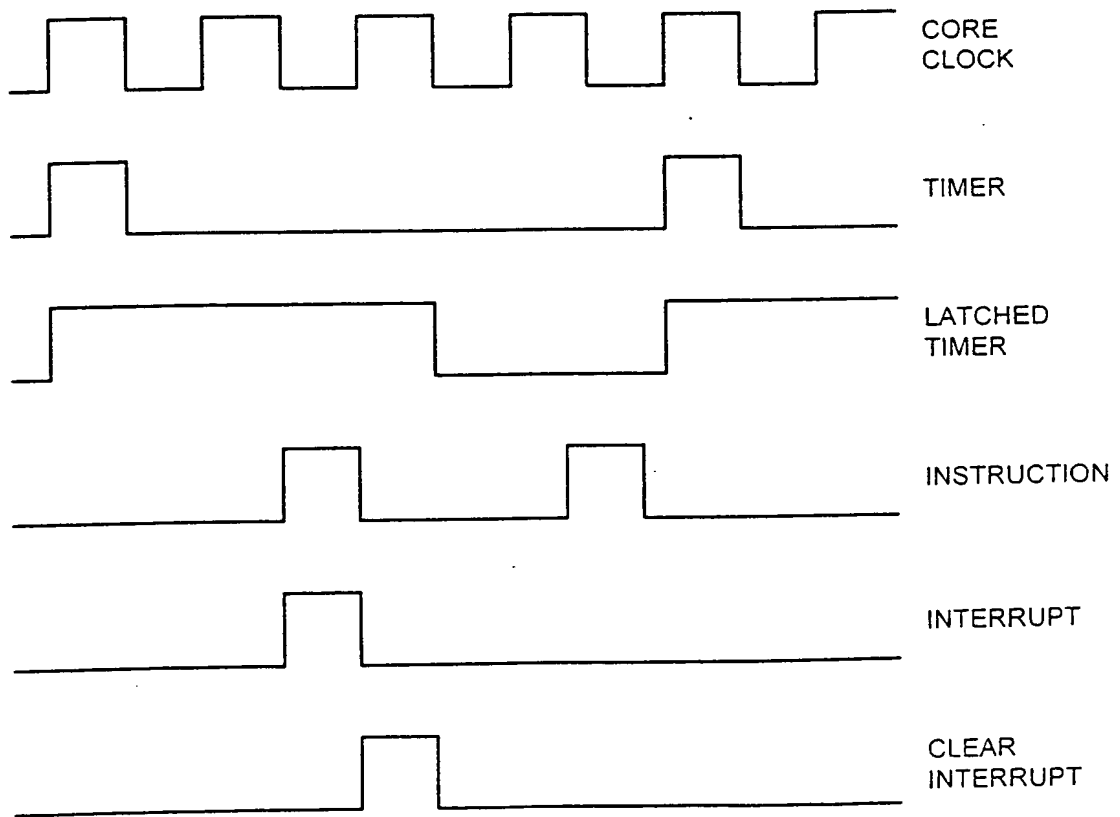 CORE
CLOCK
TIMER
LATCHED
TIMER
INSTRUCTION
INTERRUPT
CLEAR
INTERRUPT